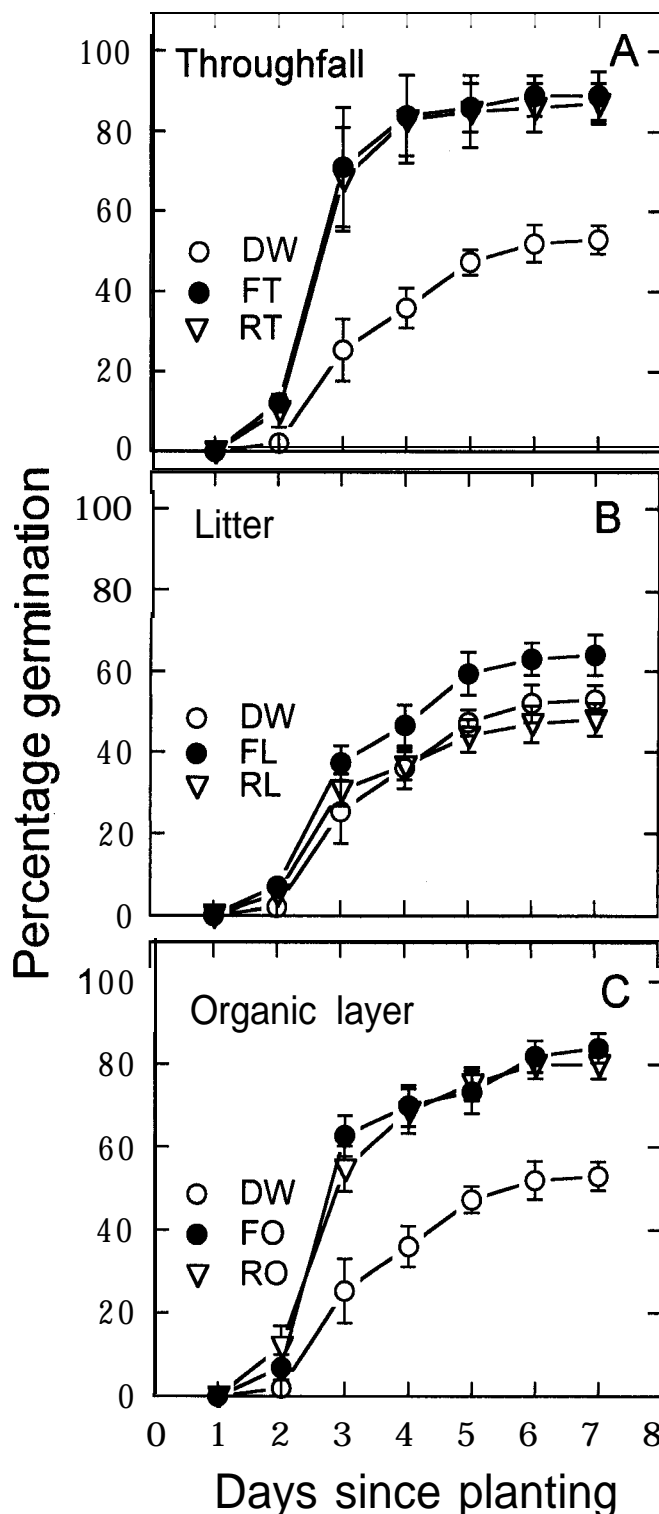 Percentage germination
100
80
60
40
20
0
Throughfall
A
DW
FT
RT
100
80
60
40
20
0
Litter
B
DW
FL
RL
100
80
60
40
20
0
Organic layer
C
DW
FO
RO
0 1 2 3 4 5 6 7 8
Days since planting